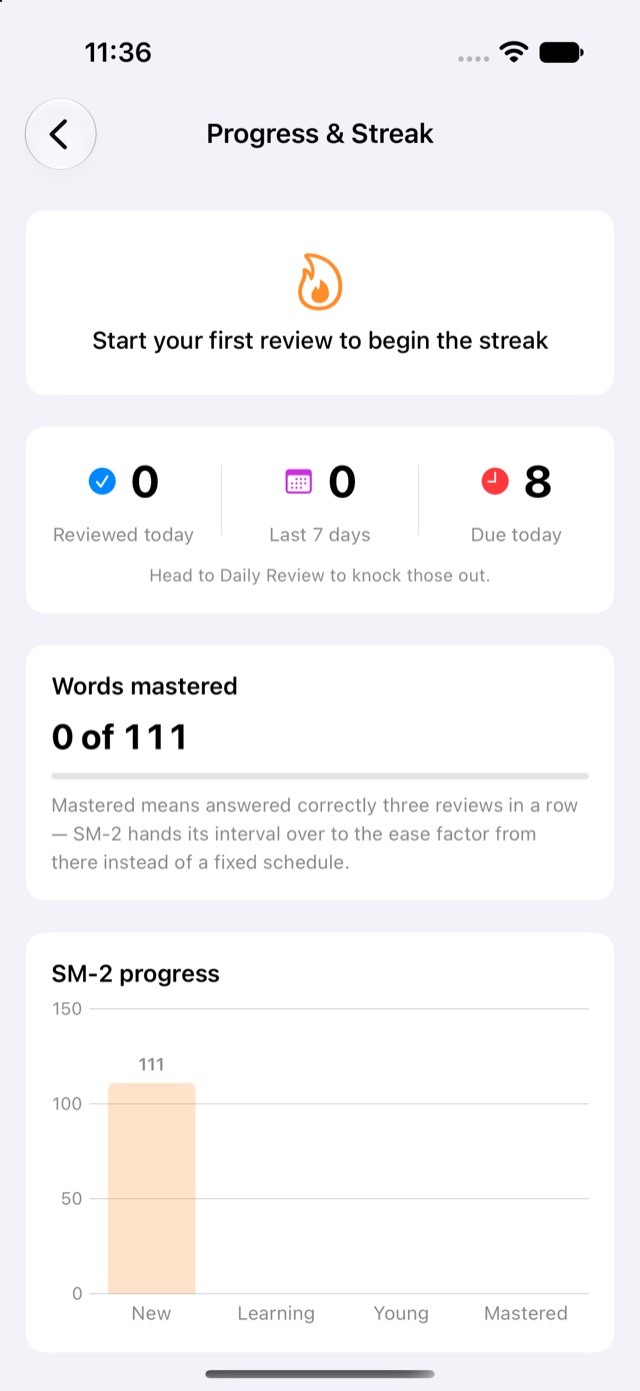 11:36
Progress & Streak
Start your first review to begin the streak
0
0
8
Reviewed today
Last 7 days
Due today
Head to Daily Review to knock those out.
Words mastered
0 of 111
Mastered means answered correctly three reviews in a row
— SM-2 hands its interval over to the ease factor from
there instead of a fixed schedule.
SM-2 progress
150
111
100
50
0
New
Learning
Young
Mastered